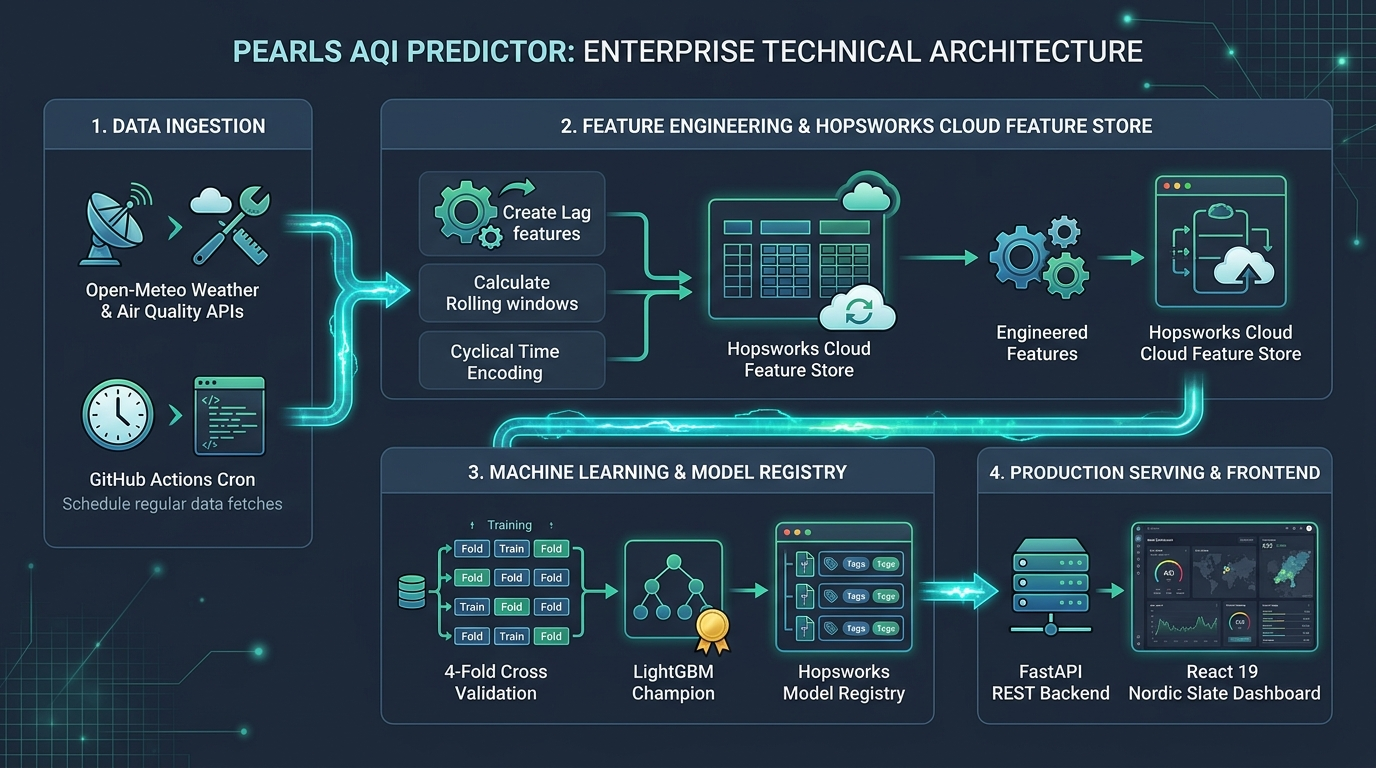 PEARLS AQI PREDICTOR: ENTERPRISE TECHNICAL ARCHITECTURE
1. DATA INGESTION
Open-Meteo Weather
& Air Quality APIs
GitHub Actions Cron
Schedule regular data fetches
2. FEATURE ENGINEERING & HOPSWORKS CLOUD FEATURE STORE
Create Lag
features
Calculate
Rolling windows
Cyclical Time
Encoding
Hopsworks Cloud
Feature Store
Engineered
Features
Hopsworks Cloud
Cloud Feature Store
3. MACHINE LEARNING & MODEL REGISTRY
Training
Fold Train Fold
Fold Fold Fold
Train Fold Fold
Fold Train Fold
4-Fold Cross
Validation
LightGBM
Champion
Tags Tcge
Tags Tcge
Tags Tcge
Hopsworks
Model Registry
4. PRODUCTION SERVING & FRONTEND
FastAPI
REST Backend
React 19
Nordic Slate Dashboard